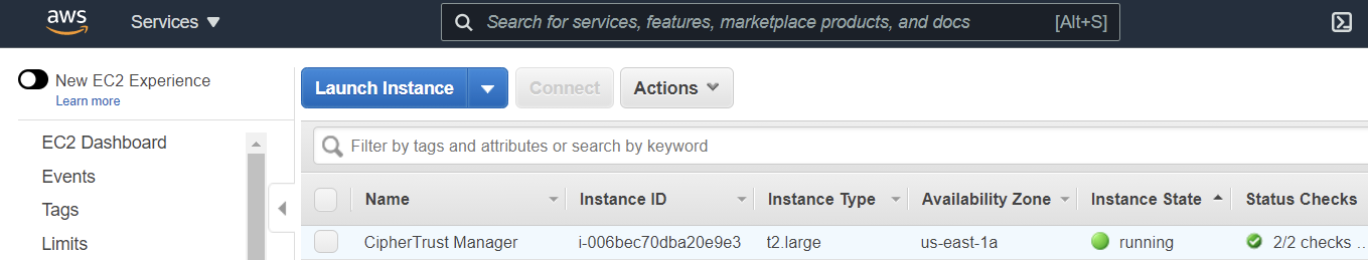 aws Services Search for services, features, marketplace products, and docs [Alt+S]
New EC2 Experience
Learn more
Launch Instance Connect Actions
EC2 Dashboard
Filter by tags and attributes or search by keyword
Events
Tags
Name Instance ID Instance Type Availability Zone Instance State Status Checks
Limits
CipherTrust Manager i-006bec70dba20e9e3 t2.large us-east-1a running 2/2 checks ...